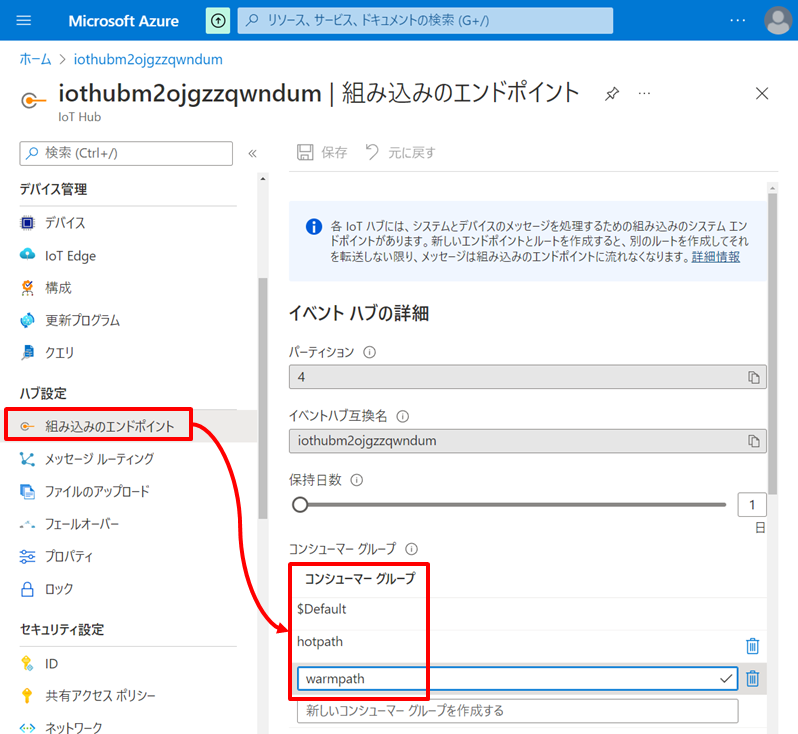 Microsoft Azure
リソース、サービス、ドキュメントの検索 (G+/)
ホーム > iothubm2ojgzzqwndum
iothubm2ojgzzqwndum | 組み込みのエンドポイント
IoT Hub
検索 (Ctrl+/)
保存 元に戻す
デバイス管理
デバイス
IoT Edge
構成
更新プログラム
クエリ
ハブ設定
組み込みのエンドポイント
メッセージ ルーティング
ファイルのアップロード
フェールオーバー
プロパティ
ロック
セキュリティ設定
ID
共有アクセス ポリシー
ネットワーク
各 IoT ハブには、システムとデバイスのメッセージを処理するための組み込みのシステム エン
ドポイントがあります。新しいエンドポイントとルートを作成すると、別のルートを作成してそれ
を転送しない限り、メッセージは組み込みのエンドポイントに流れなくなります。詳細情報
イベント ハブの詳細
パーティション
4
イベントハブ互換名
iothubm2ojgzzqwndum
保持日数
1
日
コンシューマー グループ
コンシューマー グループ
$Default
hotpath
warmpath
新しいコンシューマー グループを作成する